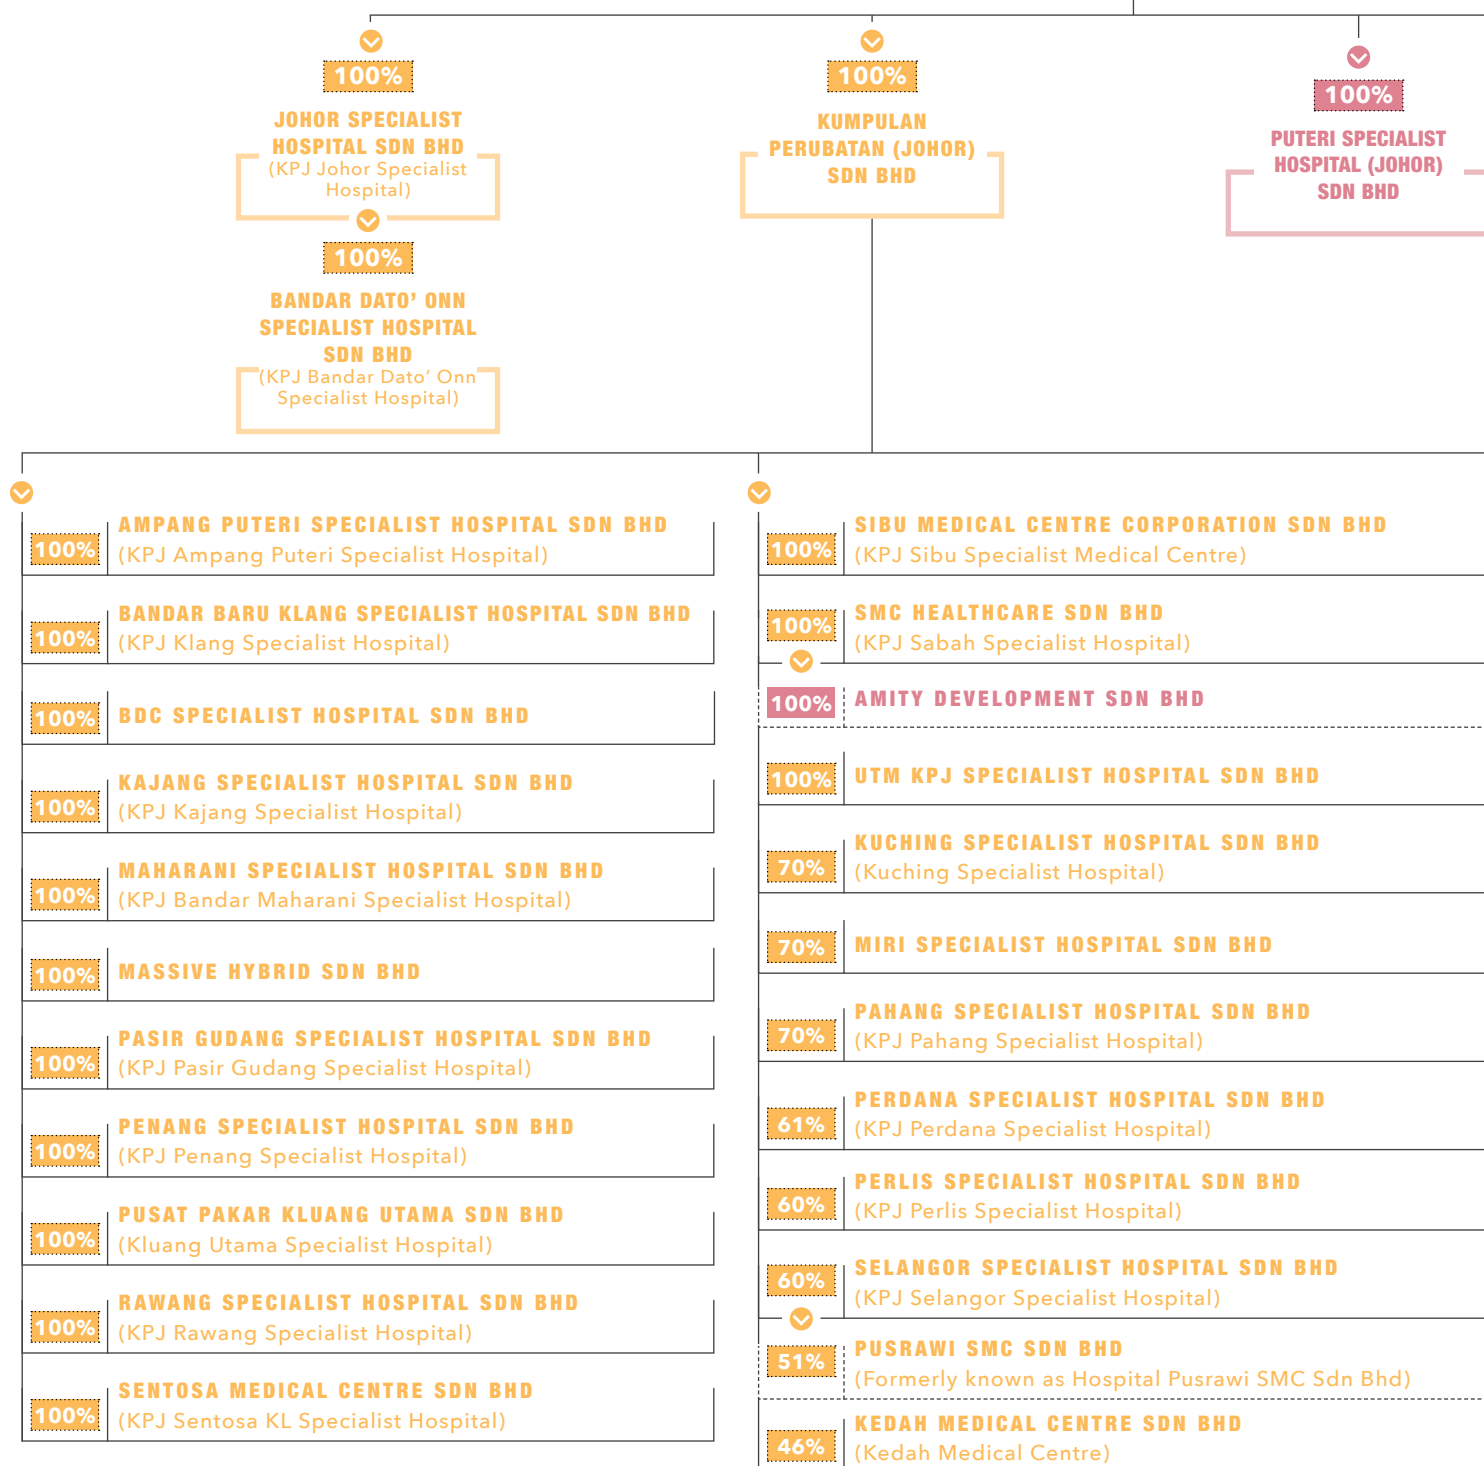 100%
JOHOR SPECIALIST
HOSPITAL SDN BHD
(KPJ Johor Specialist
Hospital)
100%
BANDAR DATO’ ONN
SPECIALIST HOSPITAL
SDN BHD
(KPJ Bandar Dato’ Onn
Specialist Hospital)
100%
KUMPULAN
PERUBATAN (JOHOR)
SDN BHD
100%
PUTERI SPECIALIST
HOSPITAL (JOHOR)
SDN BHD
100%
AMPANG PUTERI SPECIALIST HOSPITAL SDN BHD
(KPJ Ampang Puteri Specialist Hospital)
100%
BANDAR BARU KLANG SPECIALIST HOSPITAL SDN BHD
(KPJ Klang Specialist Hospital)
100%
BDC SPECIALIST HOSPITAL SDN BHD
100%
KAJANG SPECIALIST HOSPITAL SDN BHD
(KPJ Kajang Specialist Hospital)
100%
MAHARANI SPECIALIST HOSPITAL SDN BHD
(KPJ Bandar Maharani Specialist Hospital)
100%
MASSIVE HYBRID SDN BHD
100%
PASIR GUDANG SPECIALIST HOSPITAL SDN BHD
(KPJ Pasir Gudang Specialist Hospital)
100%
PENANG SPECIALIST HOSPITAL SDN BHD
(KPJ Penang Specialist Hospital)
100%
PUSAT PAKAR KLUANG UTAMA SDN BHD
(Kluang Utama Specialist Hospital)
100%
RAWANG SPECIALIST HOSPITAL SDN BHD
(KPJ Rawang Specialist Hospital)
100%
SENTOSA MEDICAL CENTRE SDN BHD
(KPJ Sentosa KL Specialist Hospital)
100%
SIBU MEDICAL CENTRE CORPORATION SDN BHD
(KPJ Sibu Specialist Medical Centre)
100%
SMC HEALTHCARE SDN BHD
(KPJ Sabah Specialist Hospital)
100%
AMITY DEVELOPMENT SDN BHD
100%
UTM KPJ SPECIALIST HOSPITAL SDN BHD
70%
KUCHING SPECIALIST HOSPITAL SDN BHD
(Kuching Specialist Hospital)
70%
MIRI SPECIALIST HOSPITAL SDN BHD
70%
PAHANG SPECIALIST HOSPITAL SDN BHD
(KPJ Pahang Specialist Hospital)
61%
PERDANA SPECIALIST HOSPITAL SDN BHD
(KPJ Perdana Specialist Hospital)
60%
PERLIS SPECIALIST HOSPITAL SDN BHD
(KPJ Perlis Specialist Hospital)
60%
SELANGOR SPECIALIST HOSPITAL SDN BHD
(KPJ Selangor Specialist Hospital)
51%
PUSRAWI SMC SDN BHD
(Formerly known as Hospital Pusrawi SMC Sdn Bhd)
46%
KEDAH MEDICAL CENTRE SDN BHD
(Kedah Medical Centre)